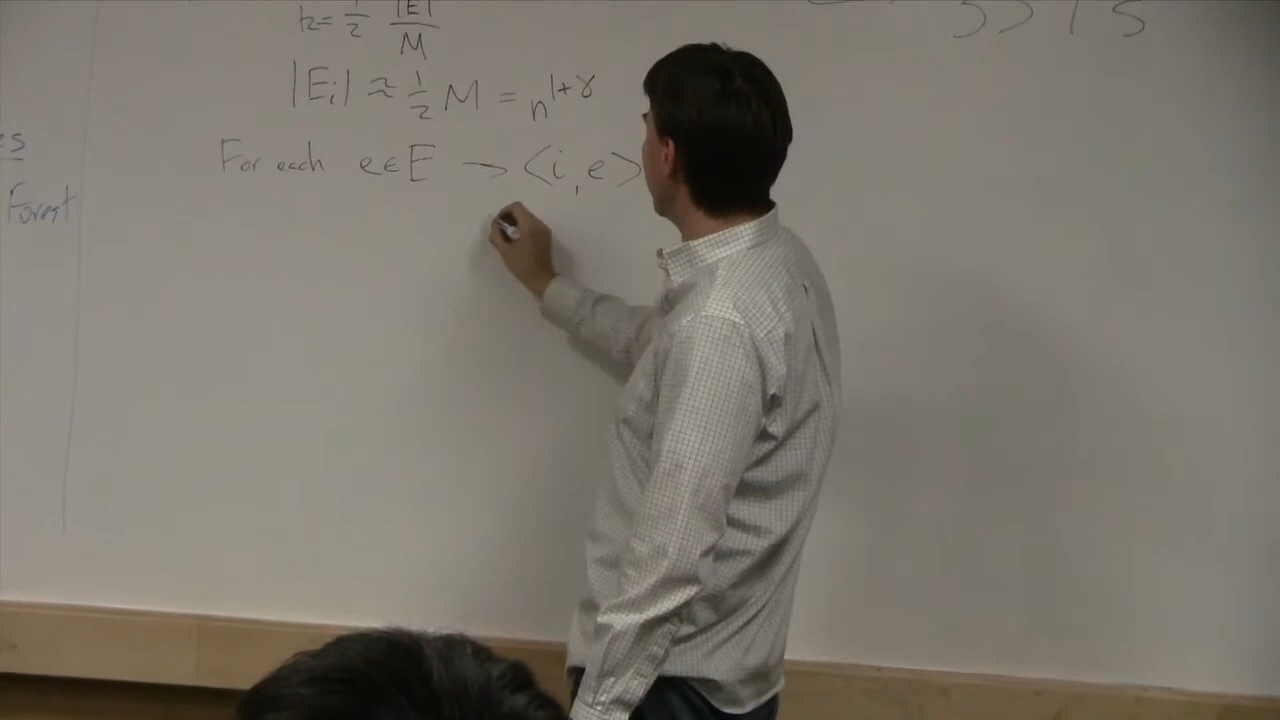 k = 1/2 |E|/M
|Ei| ≈ 1/2 M = n^1+γ
For each e∈E → <i, e>
Forest